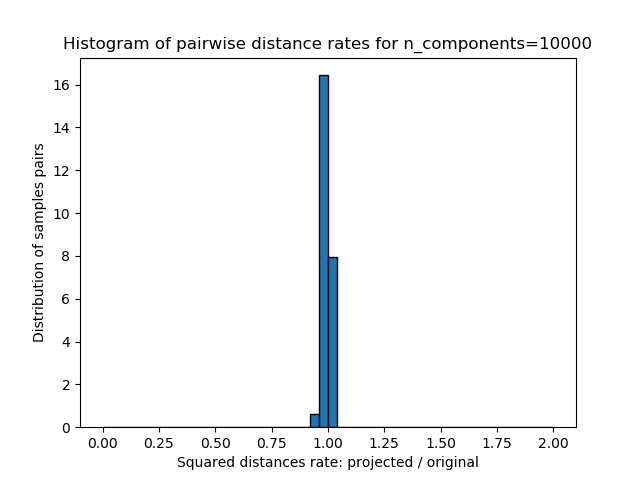 Histogram of pairwise distance rates for n_components=10000
Distribution of samples pairs
16
14
12
10
8
6
4
2
0
0.00 0.25 0.50 0.75 1.00 1.25 1.50 1.75 2.00
Squared distances rate: projected / original